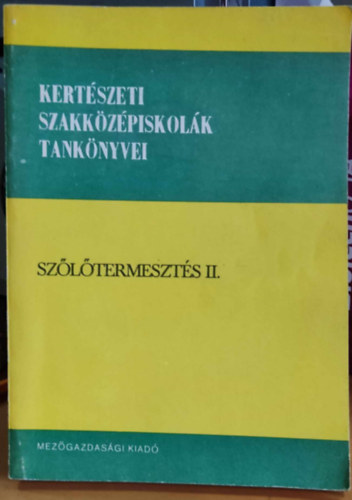 KERTÉSZETI
SZAKKÖZÉPISKOLÁK
TANKÖNYVEI
SZŐLŐTERMESZTÉS II.
MEZŐGAZDASÁGI KIADÓ